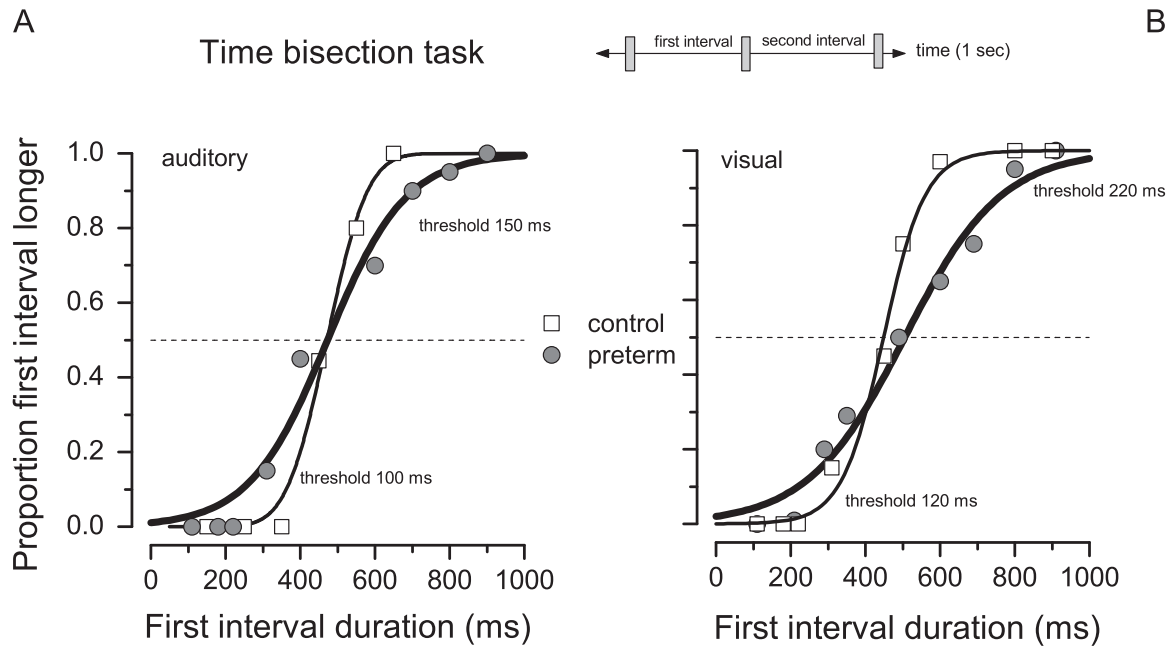 A
B
Time bisection task
first interval
second interval
time (1 sec)
Proportion first interval longer
1.0
0.8
0.6
0.4
0.2
0.0
auditory
threshold 150 ms
threshold 100 ms
0 200 400 600 800 1000
First interval duration (ms)
control
preterm
visual
threshold 220 ms
threshold 120 ms
0 200 400 600 800 1000
First interval duration (ms)